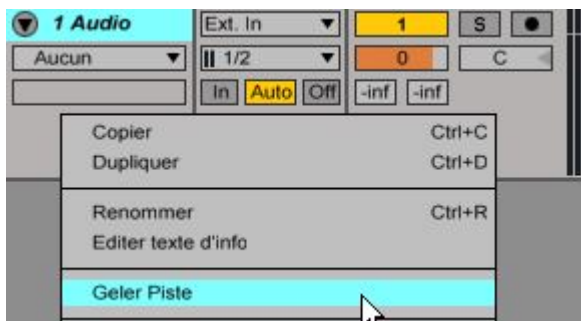 1 Audio Ext. In 1 S
Aucun 1/2 0 C
In Auto Off -inf -inf
Copier Ctrl+C
Dupliquer Ctrl+D
Renommer Ctrl+R
Editer texte d'info
Geler Piste